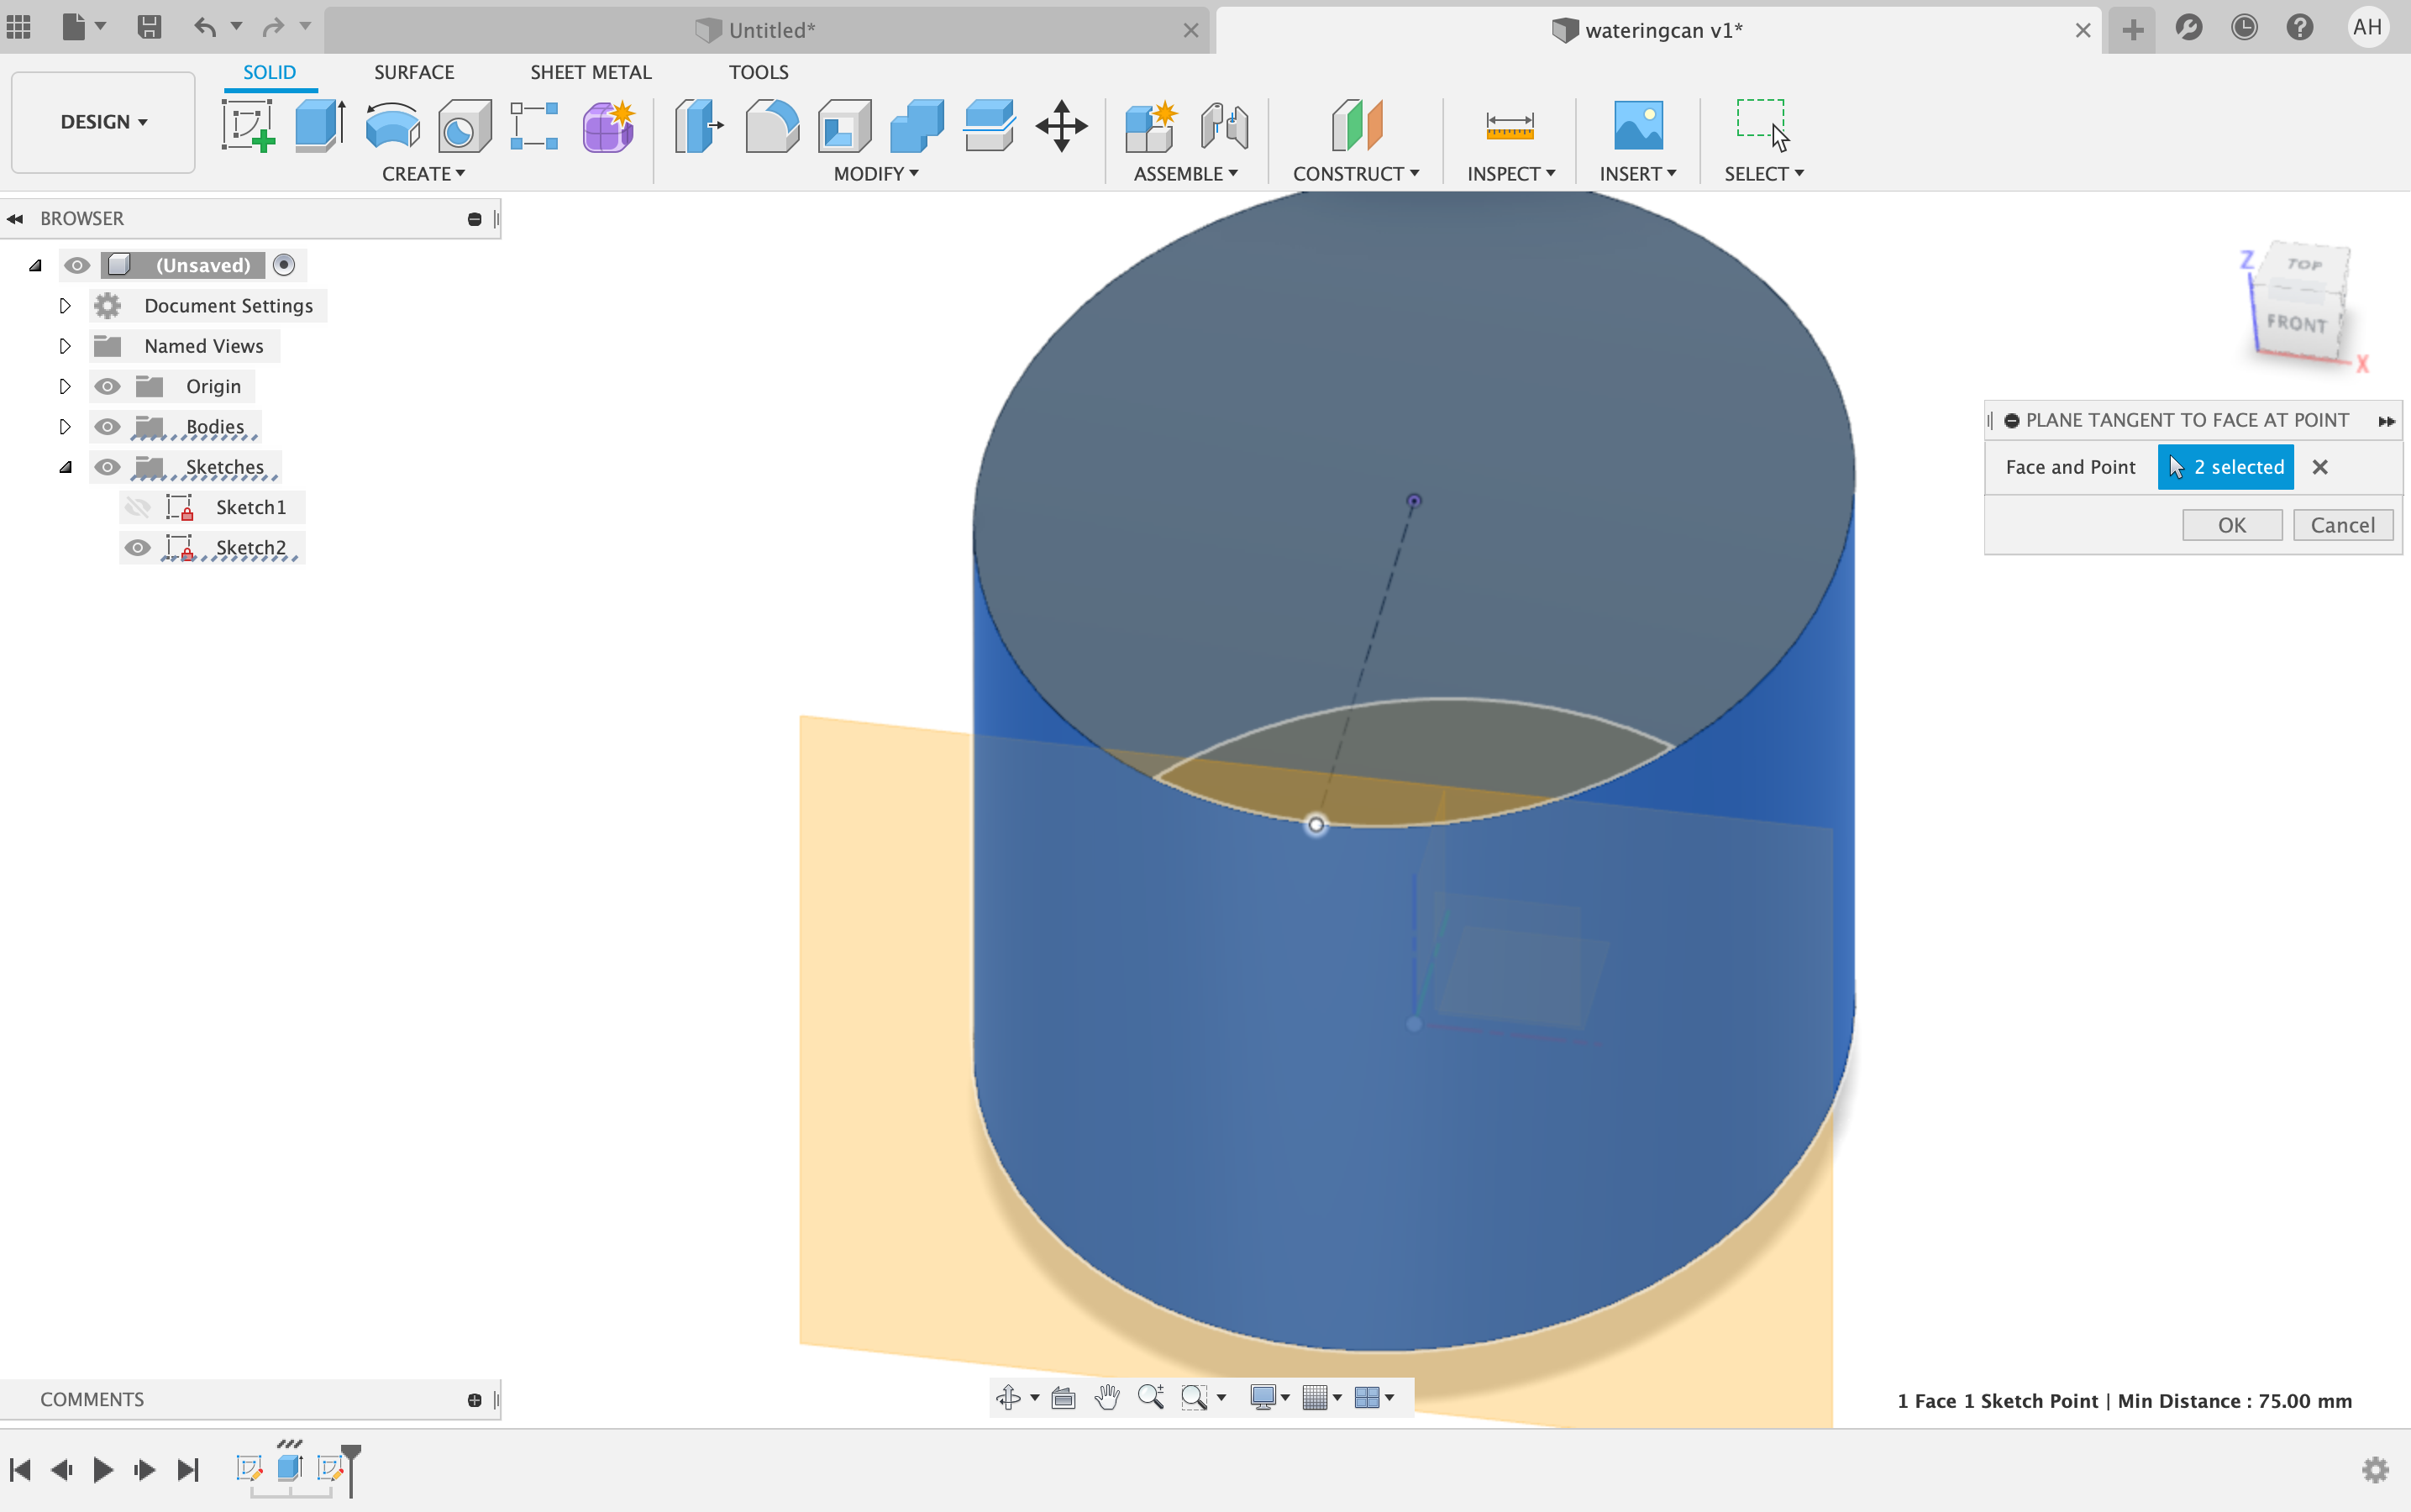 Untitled*
wateringcan v1*
AH
DESIGN
SOLID
SURFACE
SHEET METAL
TOOLS
CREATE
MODIFY
ASSEMBLE
CONSTRUCT
INSPECT
INSERT
SELECT
BROWSER
(Unsaved)
Document Settings
Named Views
Origin
Bodies
Sketches
Sketch1
Sketch2
Z
TOP
FRONT
X
PLANE TANGENT TO FACE AT POINT
Face and Point
2 selected
OK
Cancel
COMMENTS
1 Face 1 Sketch Point | Min Distance : 75.00 mm